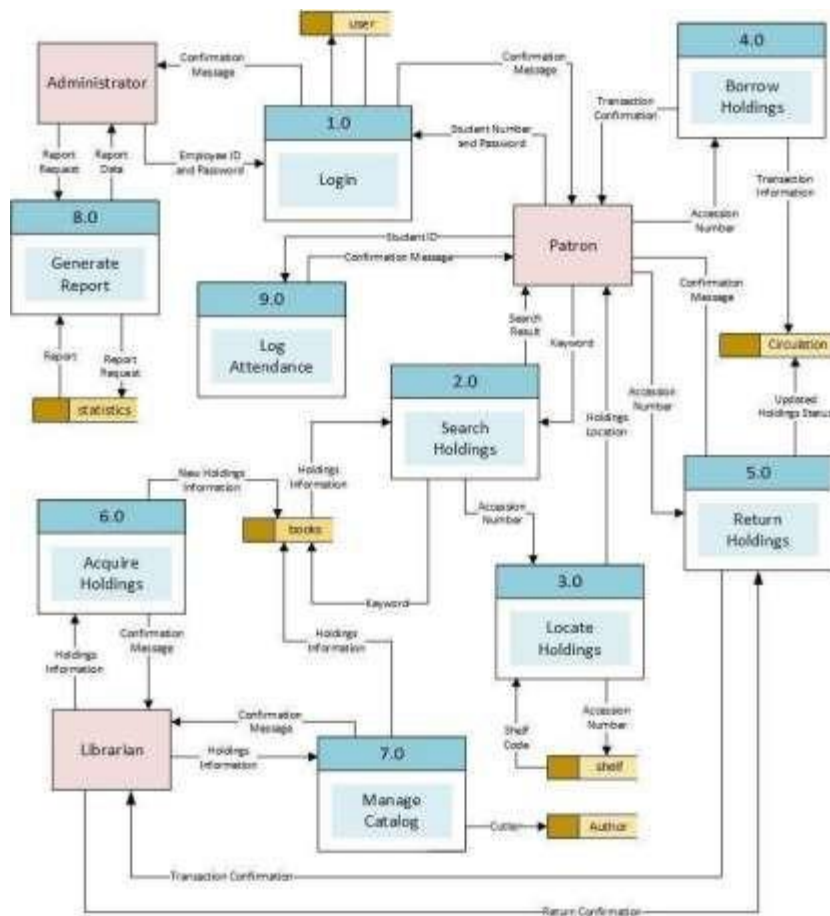 user
Confirmation
Message
Confirmation
Message
4.0
Borrow
Holdings
Administrator
1.0
Login
Transaction
Confirmation
Student Number
and Password
Report
Request
Report
Data
Employee ID
and Password
Transaction
Information
8.0
Generate
Report
Accession
Number
Student ID
Patron
Confirmation Message
Confirmation
Message
9.0
Log
Attendance
Search
Result
Keyword
Circulation
Report
Report
Request
2.0
Search
Holdings
Accession
Number
Updated
Holdings Status
statistics
Holdings
Location
5.0
Return
Holdings
New Holdings
Information
Holdings
Information
6.0
Acquire
Holdings
Accession
Number
books
3.0
Locate
Holdings
Keyword
Confirmation
Message
Holdings
Information
Holdings
Information
Librarian
Confirmation
Message
Holdings
Information
7.0
Manage
Catalog
Shelf
Code
Accession
Number
shelf
Cutter
Author
Transaction Confirmation
Return Confirmation